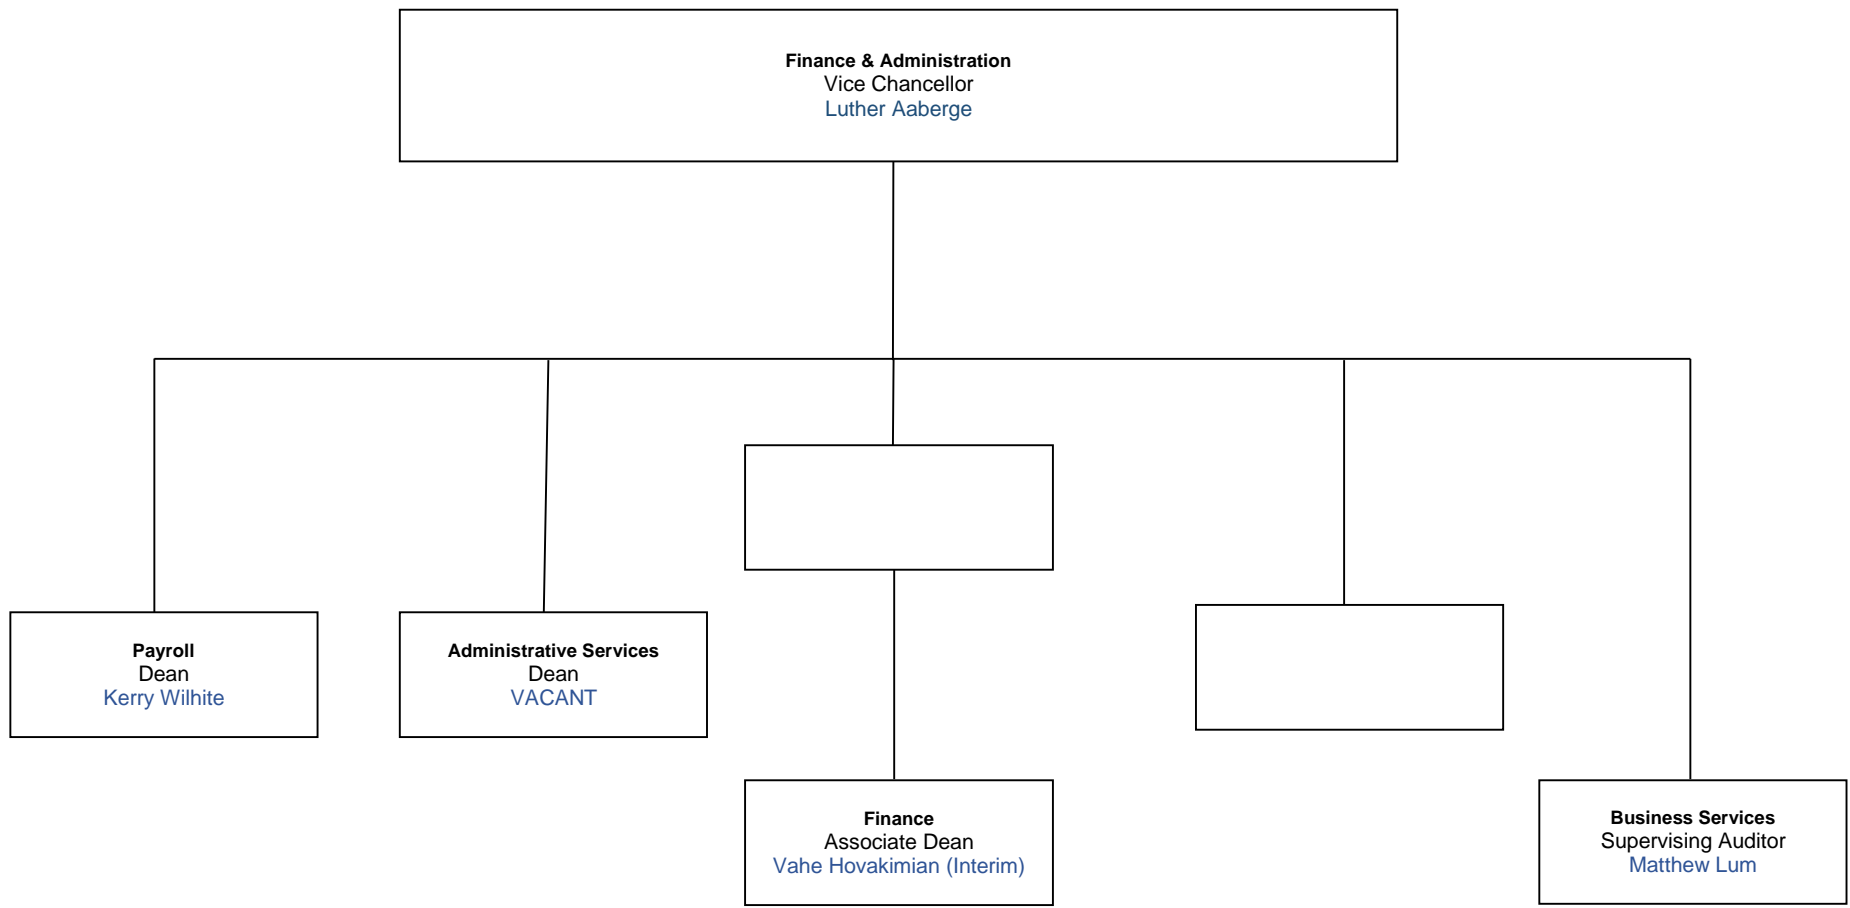 Finance & Administration
Vice Chancellor
Luther Aaberge
Payroll
Dean
Kerry Wilhite
Administrative Services
Dean
VACANT
Finance
Associate Dean
Vahe Hovakimian (Interim)
Business Services
Supervising Auditor
Matthew Lum